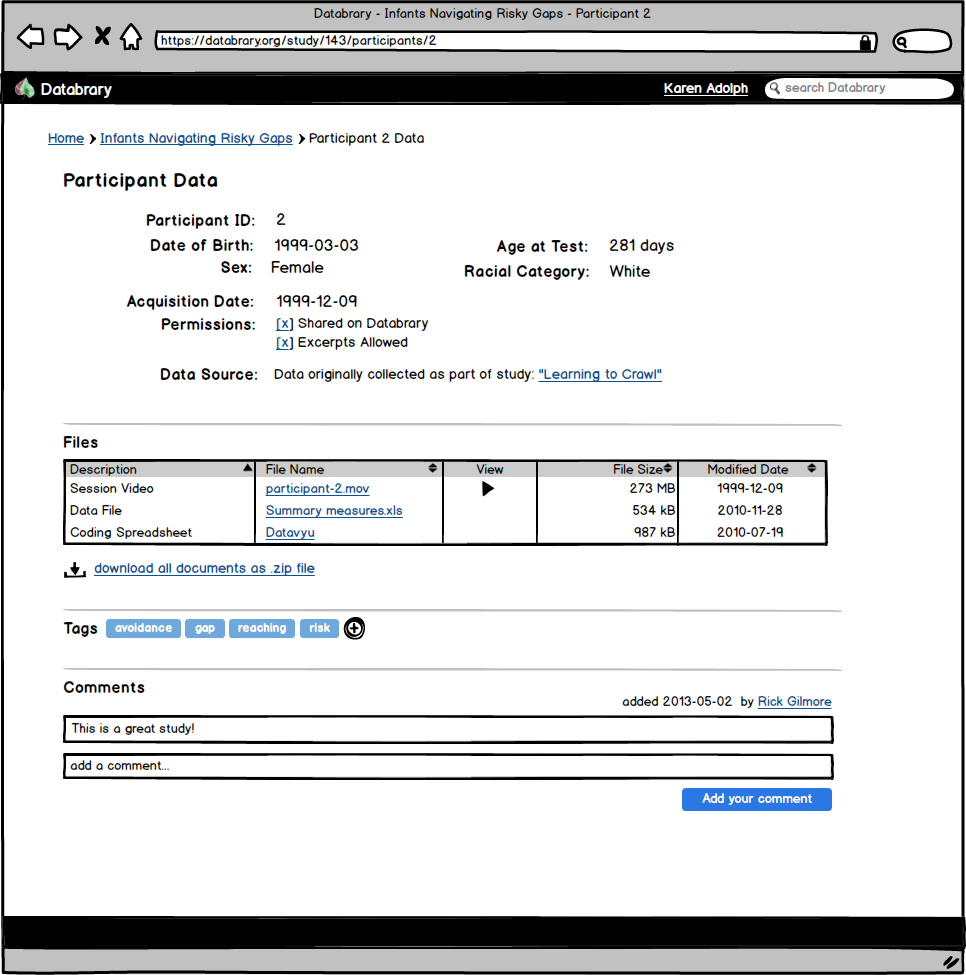 Databrary - Infants Navigating Risky Gaps - Participant 2
https://databrary.org/study/143/participants/2
Databrary Karen Adolph search Databrary
Home Infants Navigating Risky Gaps Participant 2 Data
Participant Data
Participant ID: 2
Date of Birth: 1999-03-03 Age at Test: 281 days
Sex: Female Racial Category: White
Acquisition Date: 1999-12-09
Permissions: [x] Shared on Databrary
[x] Excerpts Allowed
Data Source: Data originally collected as part of study: "Learning to Crawl"
Files
Description File Name View File Size Modified Date
Session Video participant-2.mov 273 MB 1999-12-09
Data File Summary measures.xls 534 kB 2010-11-28
Coding Spreadsheet Datavyu 987 kB 2010-07-19
download all documents as .zip file
Tags avoidance gap reaching risk
Comments
added 2013-05-02 by Rick Gilmore
This is a great study!
add a comment...
Add your comment